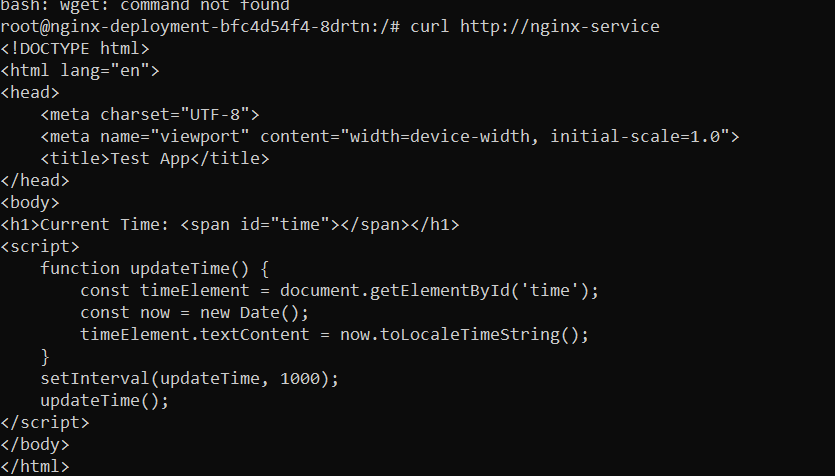 bash: wget: command not found
root@nginx-deployment-bfc4d54f4-8drtn:/# curl http://nginx-service
<!DOCTYPE html>
<html lang="en">
<head>
    <meta charset="UTF-8">
    <meta name="viewport" content="width=device-width, initial-scale=1.0">
    <title>Test App</title>
</head>
<body>
<h1>Current Time: <span id="time"></span></h1>
<script>
    function updateTime() {
        const timeElement = document.getElementById('time');
        const now = new Date();
        timeElement.textContent = now.toLocaleTimeString();
    }
    setInterval(updateTime, 1000);
    updateTime();
</script>
</body>
</html>